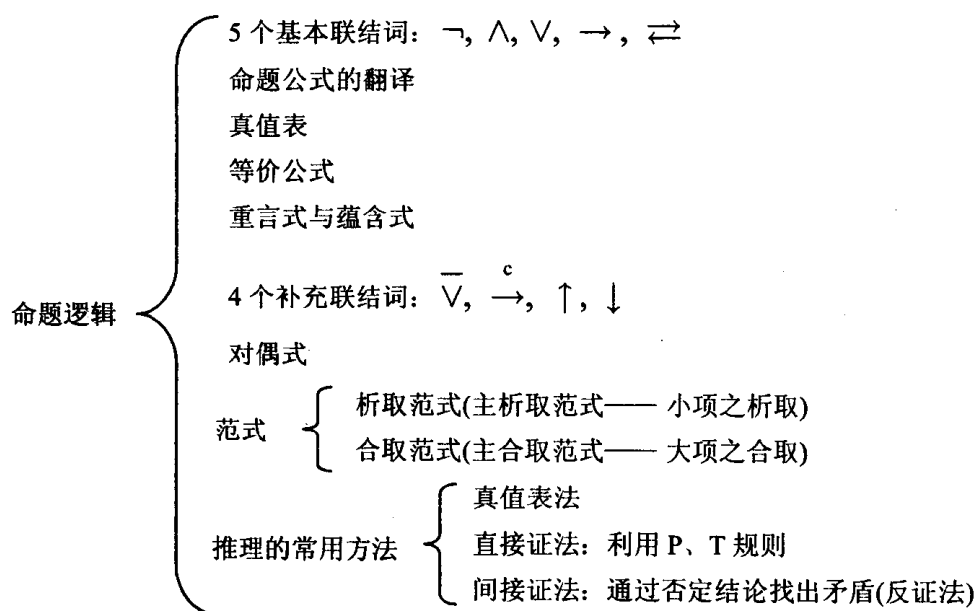 5 个基本联结词：¬, ∧, ∨, →, ⇄
命题公式的翻译
真值表
等价公式
重言式与蕴含式
命题逻辑
4 个补充联结词：∨̅, →ᶜ, ↑, ↓
对偶式
范式
析取范式(主析取范式—— 小项之析取)
合取范式(主合取范式—— 大项之合取)
推理的常用方法
真值表法
直接证法：利用 P、T 规则
间接证法：通过否定结论找出矛盾(反证法)